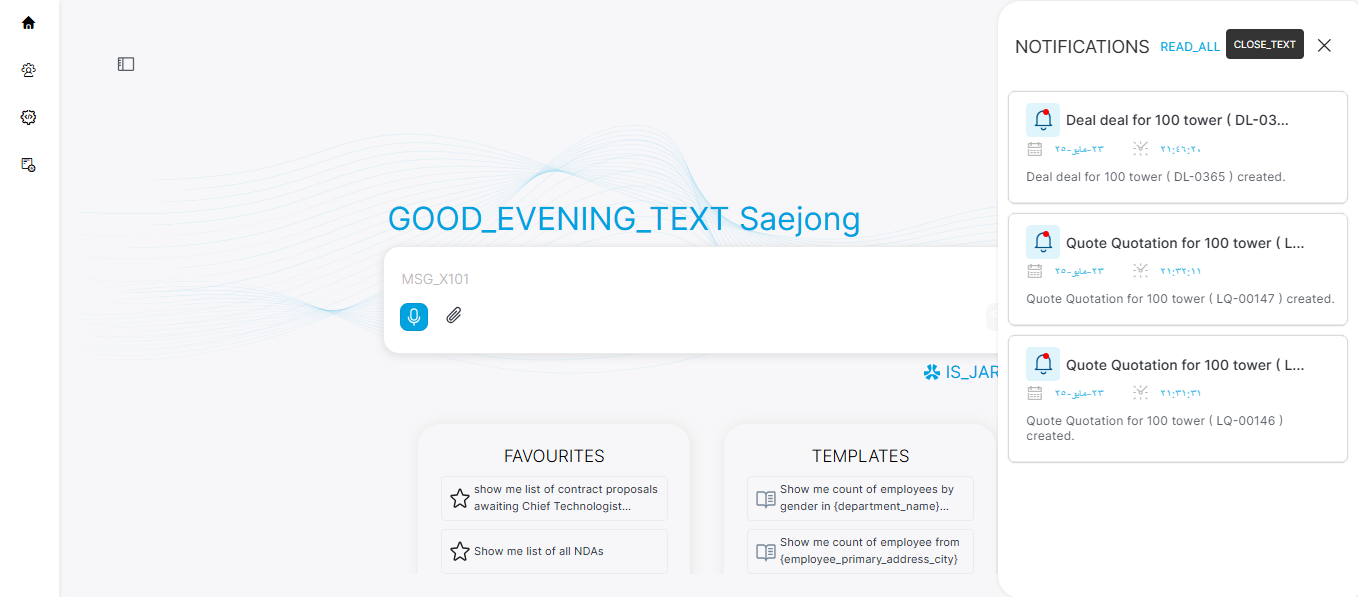 NOTIFICATIONS READ_ALL CLOSE_TEXT
GOOD_EVENING_TEXT Saejong
MSG_X101
IS_JAR
FAVOURITES
show me list of contract proposals
awaiting Chief Technologist...
Show me list of all NDAs
TEMPLATES
Show me count of employees by
gender in {department_name}...
Show me count of employee from
{employee_primary_address_city}
Deal deal for 100 tower ( DL-03...
٢٣-مايو-٢٥ ٢١:٤٦:٢٠
Deal deal for 100 tower ( DL-0365 ) created.
Quote Quotation for 100 tower ( L...
٢٣-مايو-٢٥ ٢١:٣٢:١١
Quote Quotation for 100 tower ( LQ-00147 ) created.
Quote Quotation for 100 tower ( L...
٢٣-مايو-٢٥ ٢١:٣١:٣١
Quote Quotation for 100 tower ( LQ-00146 )
created.